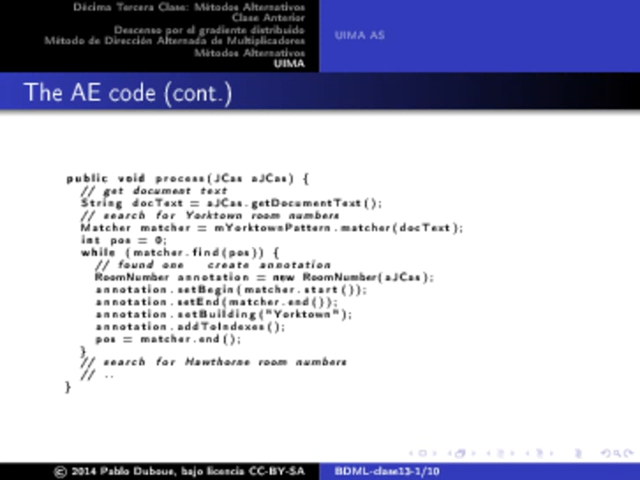 Décima Tercera Clase: Métodos Alternativos
Clase Anterior
Descenso por el gradiente distribuido
Método de Dirección Alternada de Multiplicadores
Métodos Alternativos
UIMA
UIMA AS
The AE code (cont.)
public void process(JCas aJCas) {
// get document text
String docText = aJCas.getDocumentText();
// search for Yorktown room numbers
Matcher matcher = mYorktownPattern.matcher(docText);
int pos = 0;
while (matcher.find(pos)) {
// found one create annotation
RoomNumber annotation = new RoomNumber(aJCas);
annotation.setBegin(matcher.start());
annotation.setEnd(matcher.end());
annotation.setBuilding("Yorktown");
annotation.addToIndexes();
pos = matcher.end();
}
// search for Hawthorne room numbers
// ..
}
© 2014 Pablo Duboue, bajo licencia CC-BY-SA
BDML-clase13-1/10